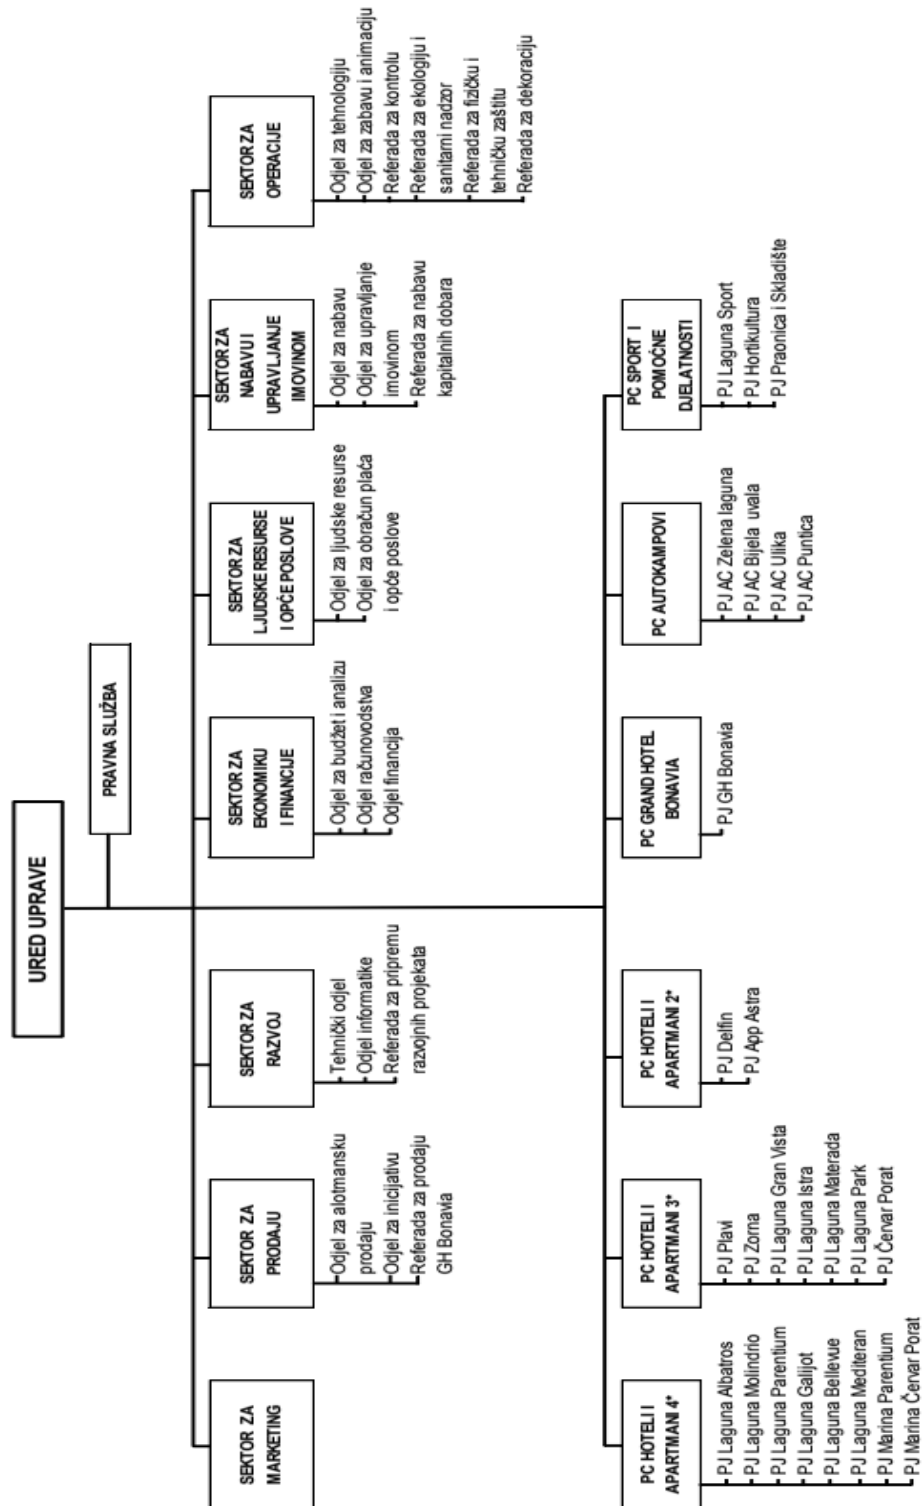 URED UPRAVE
PRAVNA SLUŽBA
SEKTOR ZA
MARKETING
SEKTOR ZA
PRODAJU
Odjel za alotmansku
prodaju
Odjel za inicijativu
Referada za prodaju
GH Bonavia
SEKTOR ZA
RAZVOJ
Tehnički odjel
Odjel informatike
Referada za pripremu
razvojnih projekata
SEKTOR ZA
EKONOMIKU
I FINANCIJE
Odjel za budžet i analizu
Odjel računovodstva
Odjel financija
SEKTOR ZA
LJUDSKE RESURSE
I OPĆE POSLOVE
Odjel za ljudske resurse
Odjel za obračun plaća
i opće poslove
SEKTOR ZA
NABAVU I
UPRAVLJANJE
IMOVINOM
Odjel za nabavu
Odjel za upravljanje
imovinom
Referada za nabavu
kapitalnih dobara
SEKTOR ZA
OPERACIJE
Odjel za tehnologiju
Odjel za zabavu i animaciju
Referada za kontrolu
Referada za ekologiju i
sanitarni nadzor
Referada za fizičku i
tehničku zaštitu
Referada za dekoraciju
PC HOTELI I
APARTMANI 4*
PJ Laguna Albatros
PJ Laguna Molindrio
PJ Laguna Parentium
PJ Laguna Galijot
PJ Laguna Bellevue
PJ Laguna Mediteran
PJ Marina Parentium
PJ Marina Červar Porat
PC HOTELI I
APARTMANI 3*
PJ Plavi
PJ Zorna
PJ Laguna Gran Vista
PJ Laguna Istra
PJ Laguna Materada
PJ Laguna Park
PJ Červar Porat
PC HOTELI I
APARTMANI 2*
PJ Delfin
PJ App Astra
PC GRAND HOTEL
BONAVIA
PJ GH Bonavia
PC AUTOKAMPOVI
PJ AC Zelena laguna
PJ AC Bijela uvala
PJ AC Ulika
PJ AC Puntica
PC SPORT I
POMOĆNE
DJELATNOSTI
PJ Laguna Sport
PJ Hortikultura
PJ Praonica i Skladište